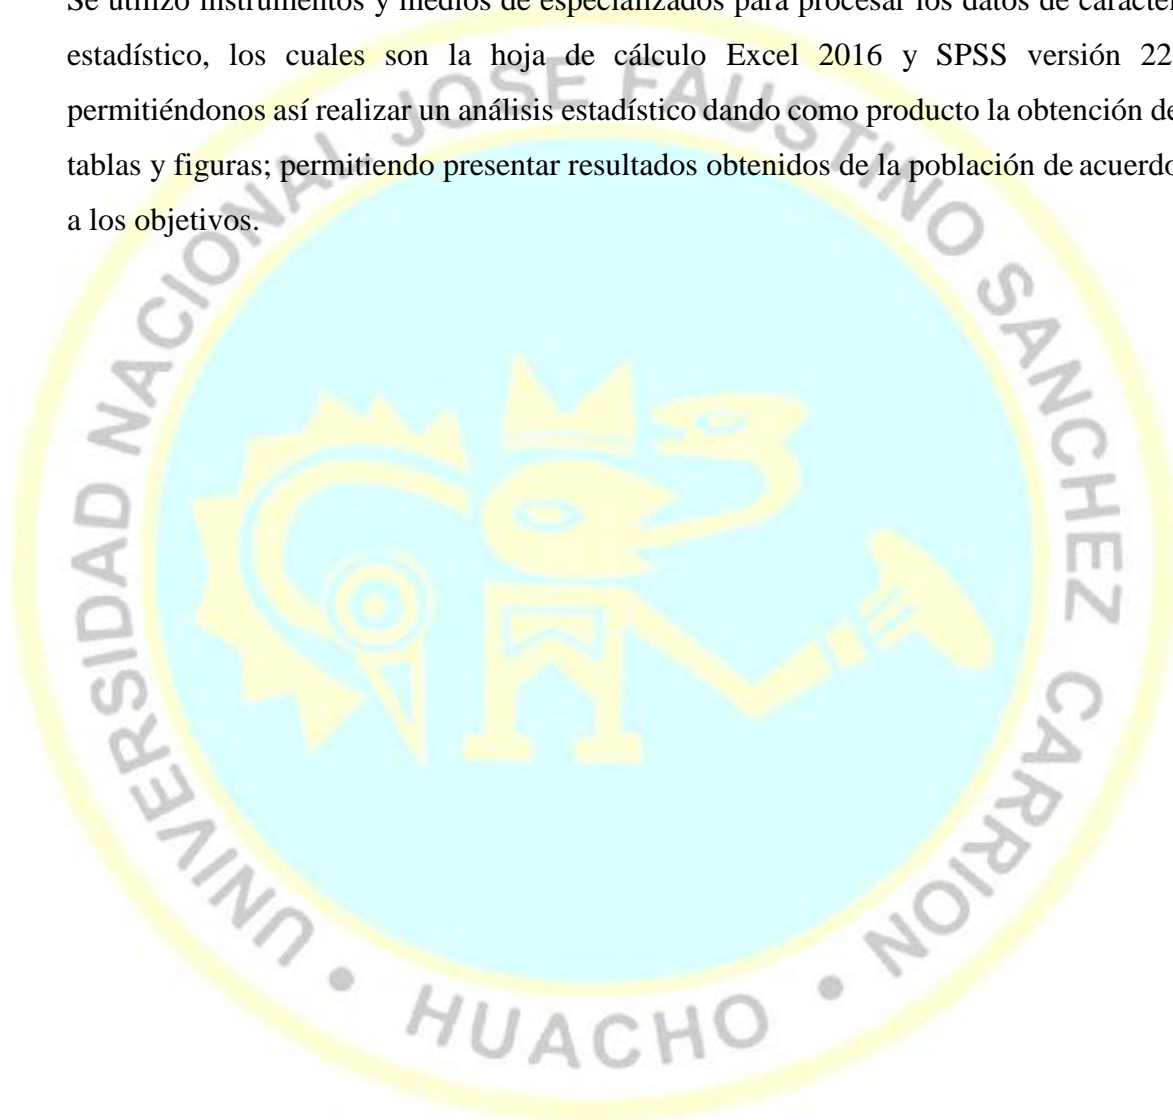 Se utilizó instrumentos y medios de especializados para procesar los datos de carácter
estadístico, los cuales son la hoja de cálculo Excel 2016 y SPSS versión 22
permitiéndonos así realizar un análisis estadístico dando como producto la obtención de
tablas y figuras; permitiendo presentar resultados obtenidos de la población de acuerdo
a los objetivos.
UNIVERSIDAD NACIONAL JOSE FAUSTINO SANCHEZ CARRION
• HUACHO •